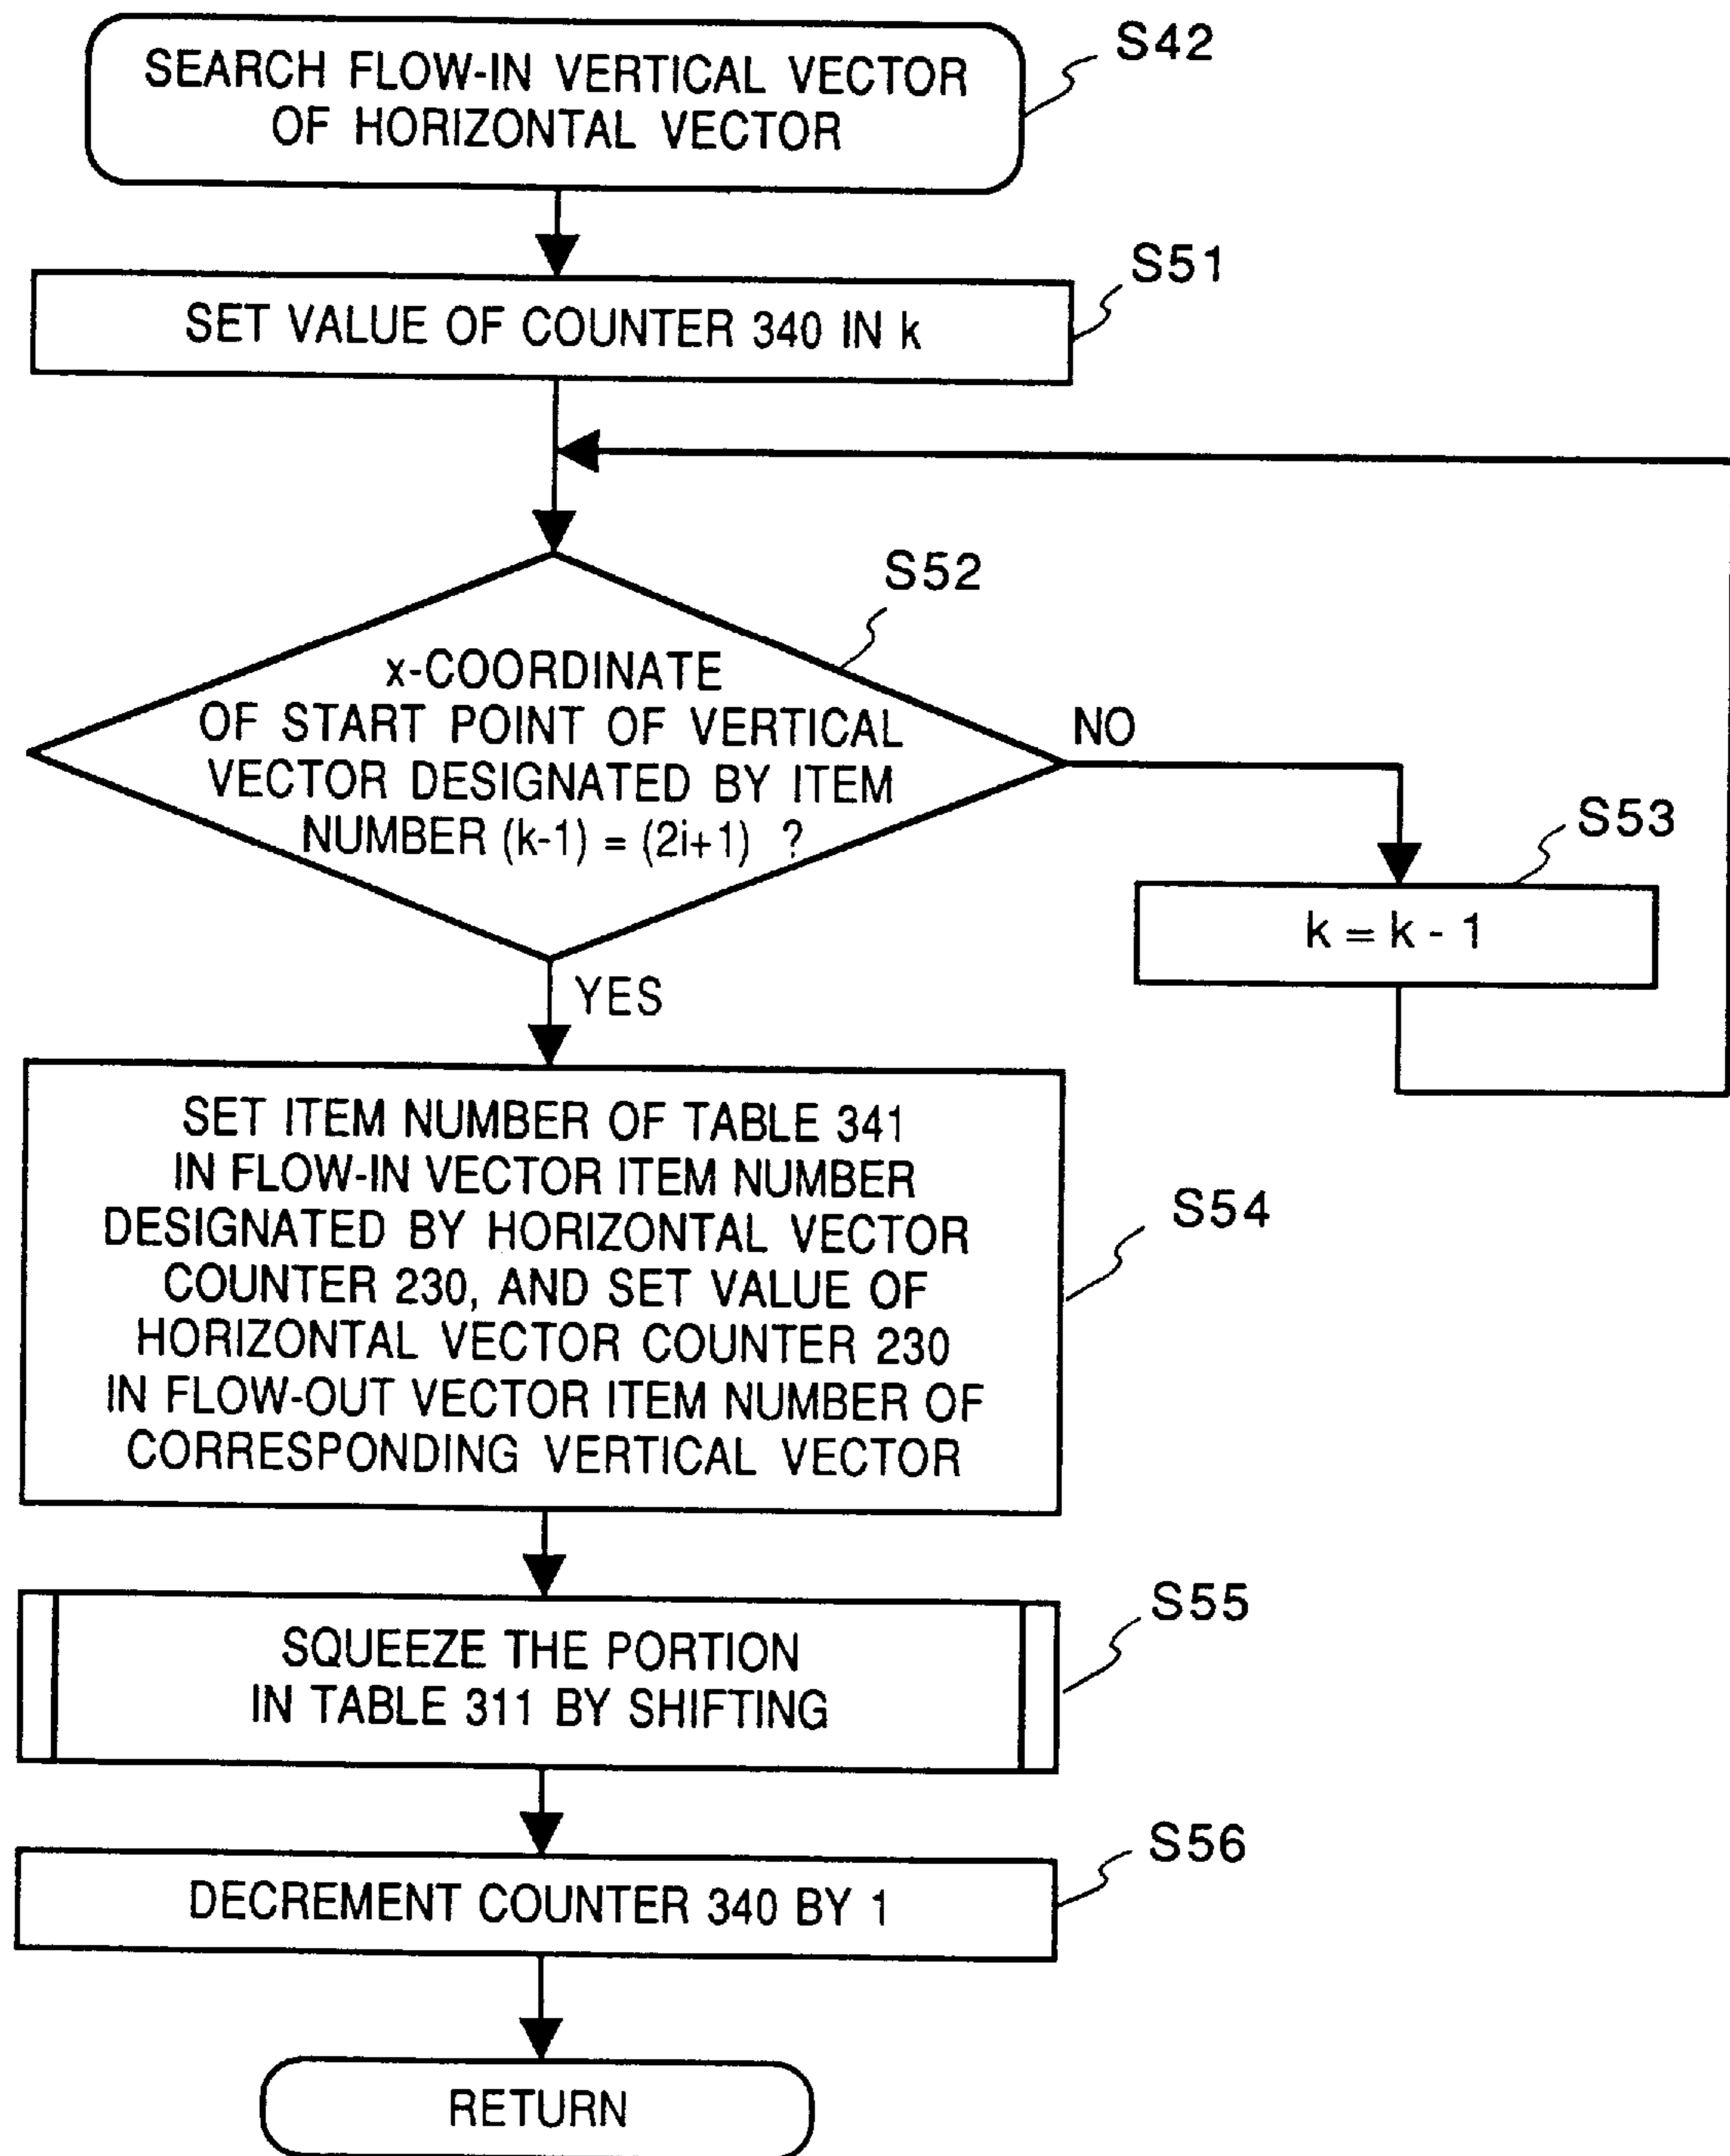 SEARCH FLOW-IN VERTICAL VECTOR
OF HORIZONTAL VECTOR
S42
SET VALUE OF COUNTER 340 IN k
S51
x-COORDINATE
OF START POINT OF VERTICAL
VECTOR DESIGNATED BY ITEM
NUMBER (k-1) = (2i+1) ?
S52
NO
k = k - 1
S53
YES
SET ITEM NUMBER OF TABLE 341
IN FLOW-IN VECTOR ITEM NUMBER
DESIGNATED BY HORIZONTAL VECTOR
COUNTER 230, AND SET VALUE OF
HORIZONTAL VECTOR COUNTER 230
IN FLOW-OUT VECTOR ITEM NUMBER OF
CORRESPONDING VERTICAL VECTOR
S54
SQUEEZE THE PORTION
IN TABLE 311 BY SHIFTING
S55
DECREMENT COUNTER 340 BY 1
S56
RETURN